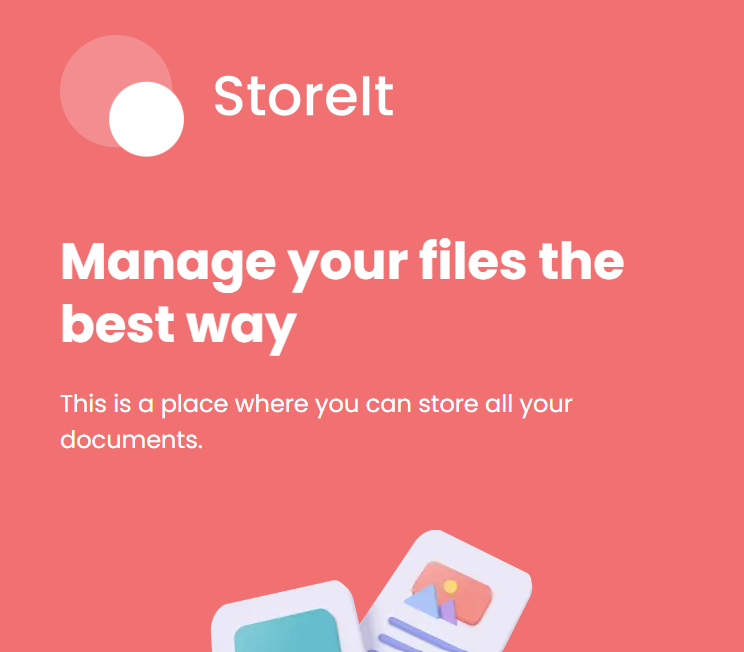 StoreIt
Manage your files the
best way
This is a place where you can store all your
documents.